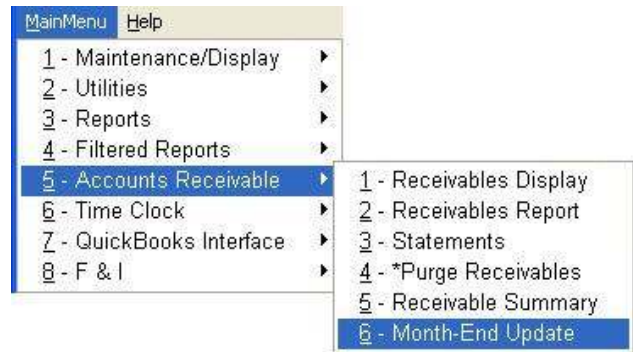 MainMenu Help
1 - Maintenance/Display
2 - Utilities
3 - Reports
4 - Filtered Reports
5 - Accounts Receivable
6 - Time Clock
7 - QuickBooks Interface
8 - F & I
1 - Receivables Display
2 - Receivables Report
3 - Statements
4 - *Purge Receivables
5 - Receivable Summary
6 - Month-End Update